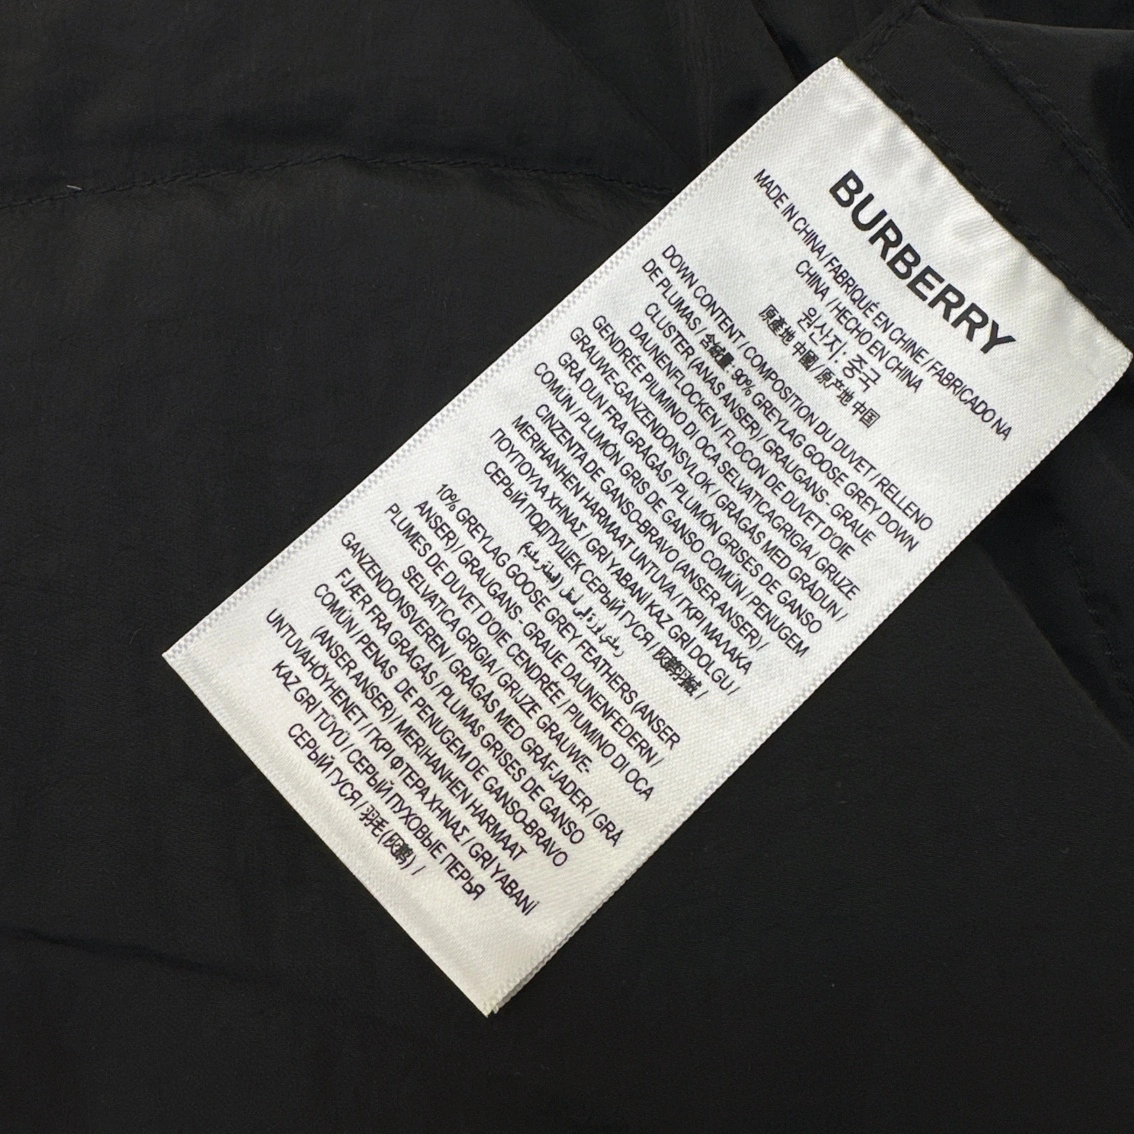 BURBERRY
MADE IN CHINA / FABRIQUÉ EN CHINE / FABRICADO NA
CHINA / HECHO EN CHINA
원산지: 중국
原產地 中國 / 原产地 中国
DOWN CONTENT / COMPOSITION DU DUVET / RELLENO
DE PLUMAS / 含絨量 90% GREYLAG GOOSE GREY DOWN
CLUSTER (ANAS ANSER) / GRAUGANS - GRAUE
DAUNENFLOCKEN / FLOCON DE DUVET D'OIE
GENDRÉE PIUMINO DI OCA SELVATICAGRIGIA / GRIJZE
GRAUWE-GANZENDONSVLOK / GRÅGÅS MED GRÅDUN /
GRÅ DUN FRA GRÅGÅS / PLUMÓN GRISES DE GANSO
COMÚN / PLUMÓN GRIS DE GANSO COMÚN / PENUGEM
CINZENTA DE GANSO-BRAVO (ANSER ANSER) /
MERIHANHEN HARMAAT UNTUVA / ΓΚΡΙ ΜΑΛΑΚΑ
ΠΟΥΠΟΥΛΑ ΧΗΝΑΣ / GRİ YABANİ KAZ GRİ DOLGU /
СЕРЫЙ ПОДПУШЕК СЕРЫЙ ГУСЯ /
10% GREYLAG GOOSE GREY FEATHERS (ANSER
ANSER) / GRAUGANS - GRAUE DAUNENFEDERN /
PLUMES DE DUVET D'OIE CENDRÉE / PIUMINO DI OCA
SELVATICA GRIGIA / GRIJZE GRAUWE-
GANZENDONSVEREN / GRÅGÅS MED GRÅF-JADER / GRÅ
FJÆR FRA GRÅGÅS / PLUMAS GRISES DE GANSO
COMÚN / PENAS DE PENUGEM DE GANSO-BRAVO
(ANSER ANSER) / MERIHANHEN HARMAAT
UNTUVAHÖYHENET / ΓΚΡΙ ΦΤΕΡΑ ΧΗΝΑΣ / GRİ YABANİ
KAZ GRİ TÜYÜ / СЕРЫЙ ПУХОВЫЕ ПЕРЬЯ
СЕРЫЙ ГУСЯ / 羽毛(灰鹅) /